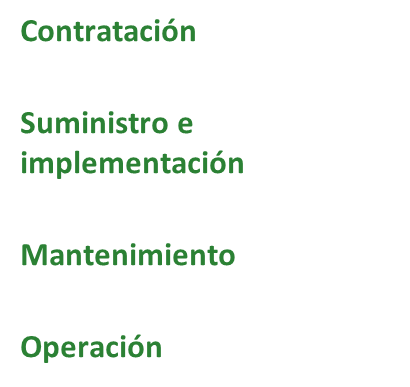 Contratación
Suministro e
implementación
Mantenimiento
Operación